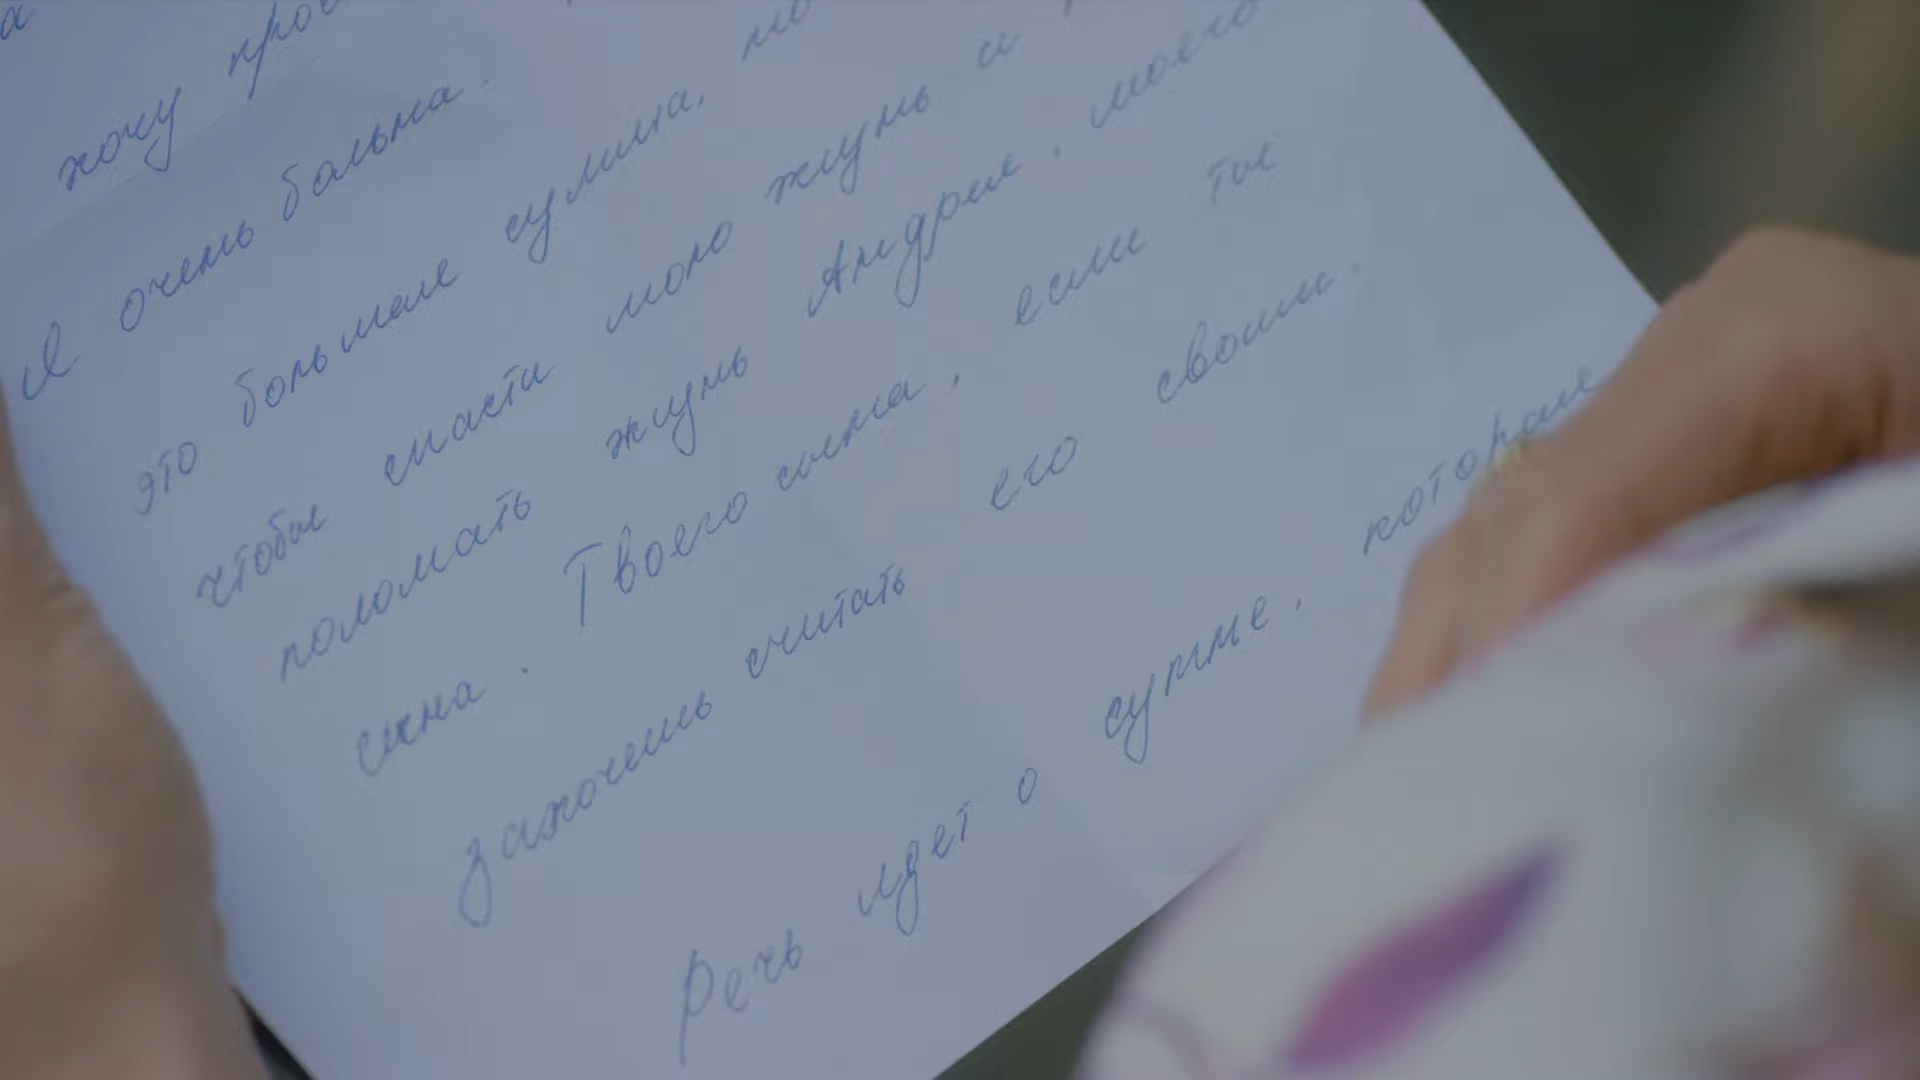 хочу
Я очень больна.
это большая сумма,
чтобы спасти мою жизнь и
поломать жизнь Андрея, моего
сына. Твоего сына, если ты
захочешь считать его своим.
Речь идет о сумме, которая